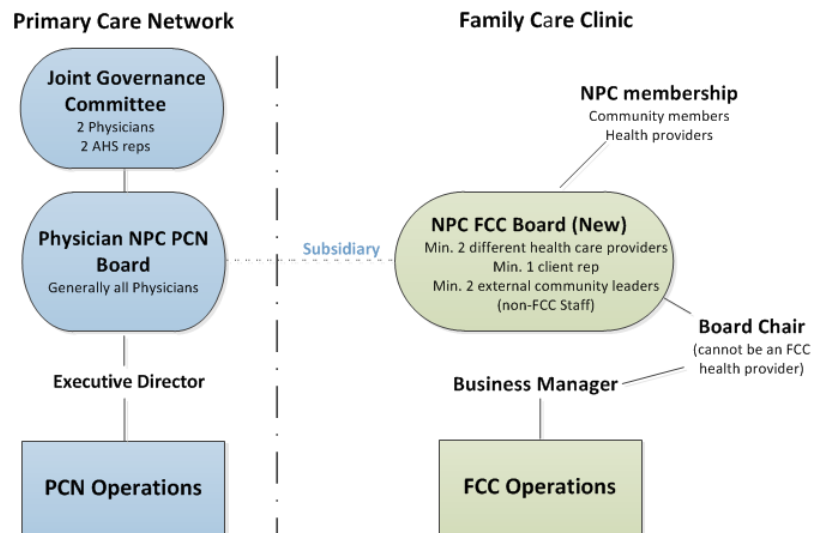 Primary Care Network
Family Care Clinic
Joint Governance
Committee
2 Physicians
2 AHS reps
NPC membership
Community members
Health providers
Physician NPC PCN
Board
Generally all Physicians
Subsidiary
NPC FCC Board (New)
Min. 2 different health care providers
Min. 1 client rep
Min. 2 external community leaders
(non-FCC Staff)
Board Chair
(cannot be an FCC
health provider)
Executive Director
Business Manager
PCN Operations
FCC Operations